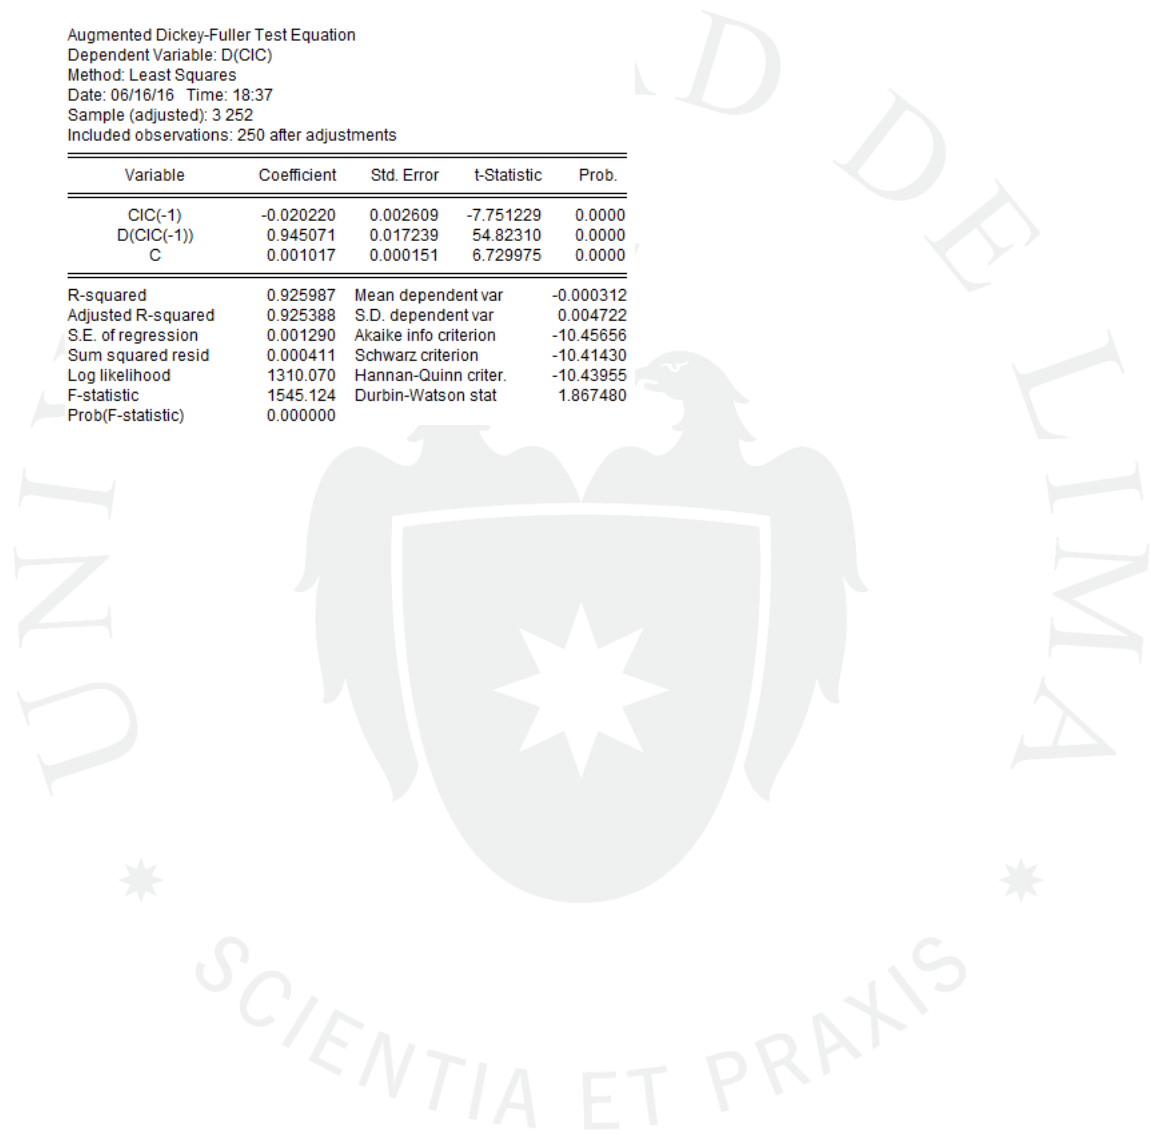 Augmented Dickey-Fuller Test Equation
Dependent Variable: D(CIC)
Method: Least Squares
Date: 06/16/16 Time: 18:37
Sample (adjusted): 3 252
Included observations: 250 after adjustments
Variable Coefficient Std. Error t-Statistic Prob.
CIC(-1) -0.020220 0.002609 -7.751229 0.0000
D(CIC(-1)) 0.945071 0.017239 54.82310 0.0000
C 0.001017 0.000151 6.729975 0.0000
R-squared 0.925987 Mean dependent var -0.000312
Adjusted R-squared 0.925388 S.D. dependent var 0.004722
S.E. of regression 0.001290 Akaike info criterion -10.45656
Sum squared resid 0.000411 Schwarz criterion -10.41430
Log likelihood 1310.070 Hannan-Quinn criter. -10.43955
F-statistic 1545.124 Durbin-Watson stat 1.867480
Prob(F-statistic) 0.000000
UNI
D DE LIMA
SCIENTIA ET PRAXIS